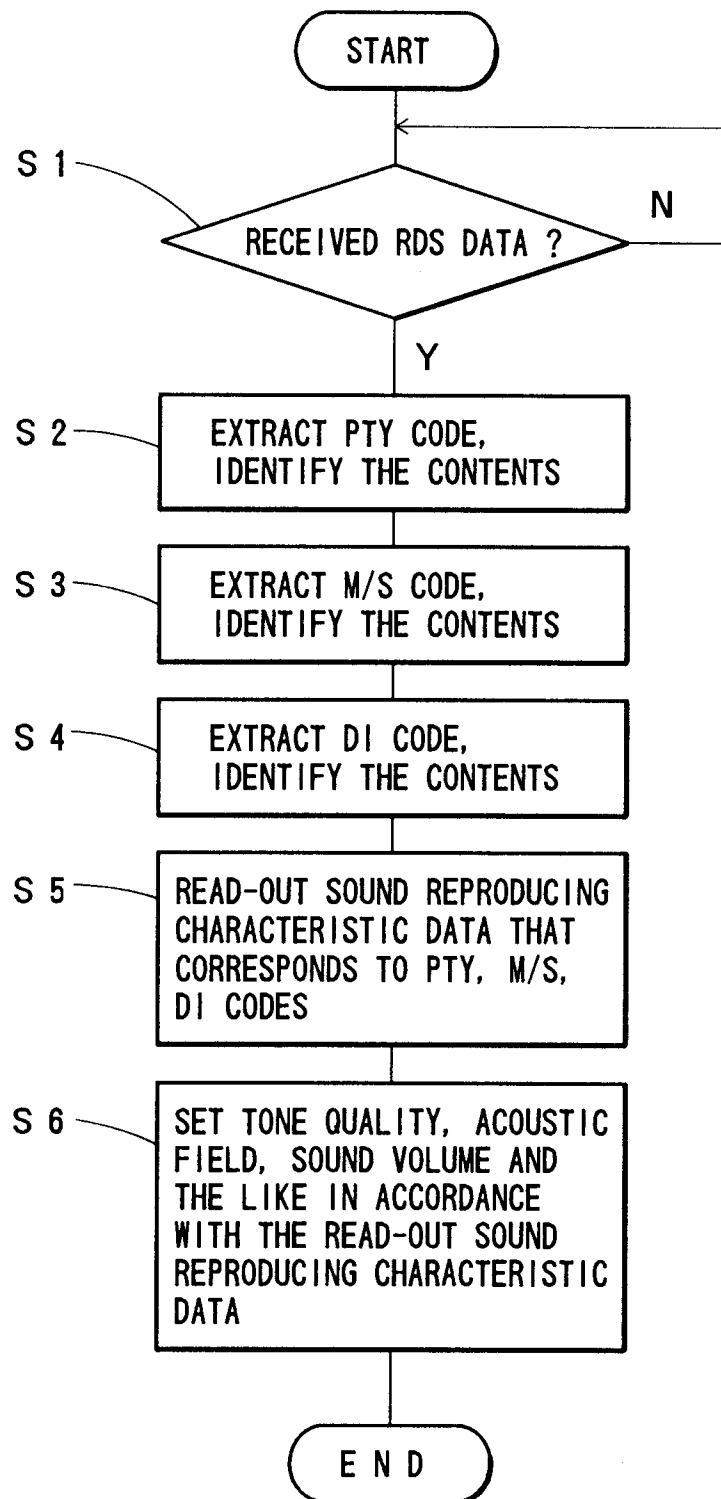 START
S 1
RECEIVED RDS DATA ?
N
Y
S 2
EXTRACT PTY CODE,
IDENTIFY THE CONTENTS
S 3
EXTRACT M/S CODE,
IDENTIFY THE CONTENTS
S 4
EXTRACT DI CODE,
IDENTIFY THE CONTENTS
S 5
READ-OUT SOUND REPRODUCING
CHARACTERISTIC DATA THAT
CORRESPONDS TO PTY, M/S,
DI CODES
S 6
SET TONE QUALITY, ACOUSTIC
FIELD, SOUND VOLUME AND
THE LIKE IN ACCORDANCE
WITH THE READ-OUT SOUND
REPRODUCING CHARACTERISTIC
DATA
END